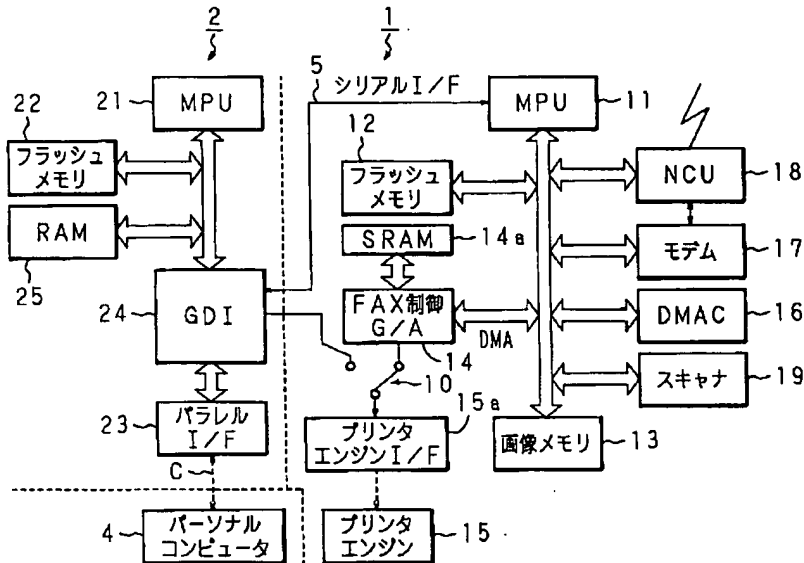 2
1
21
MPU
5
シリアルI/F
MPU
11
22
フラッシュ
メモリ
12
フラッシュ
メモリ
NCU
18
RAM
25
SRAM
14a
モデム
17
24
GDI
FAX制御
G/A
14
DMA
DMAC
16
10
スキャナ
19
23
パラレル
I/F
15a
プリンタ
エンジンI/F
画像メモリ
13
C
4
パーソナル
コンピュータ
プリンタ
エンジン
15